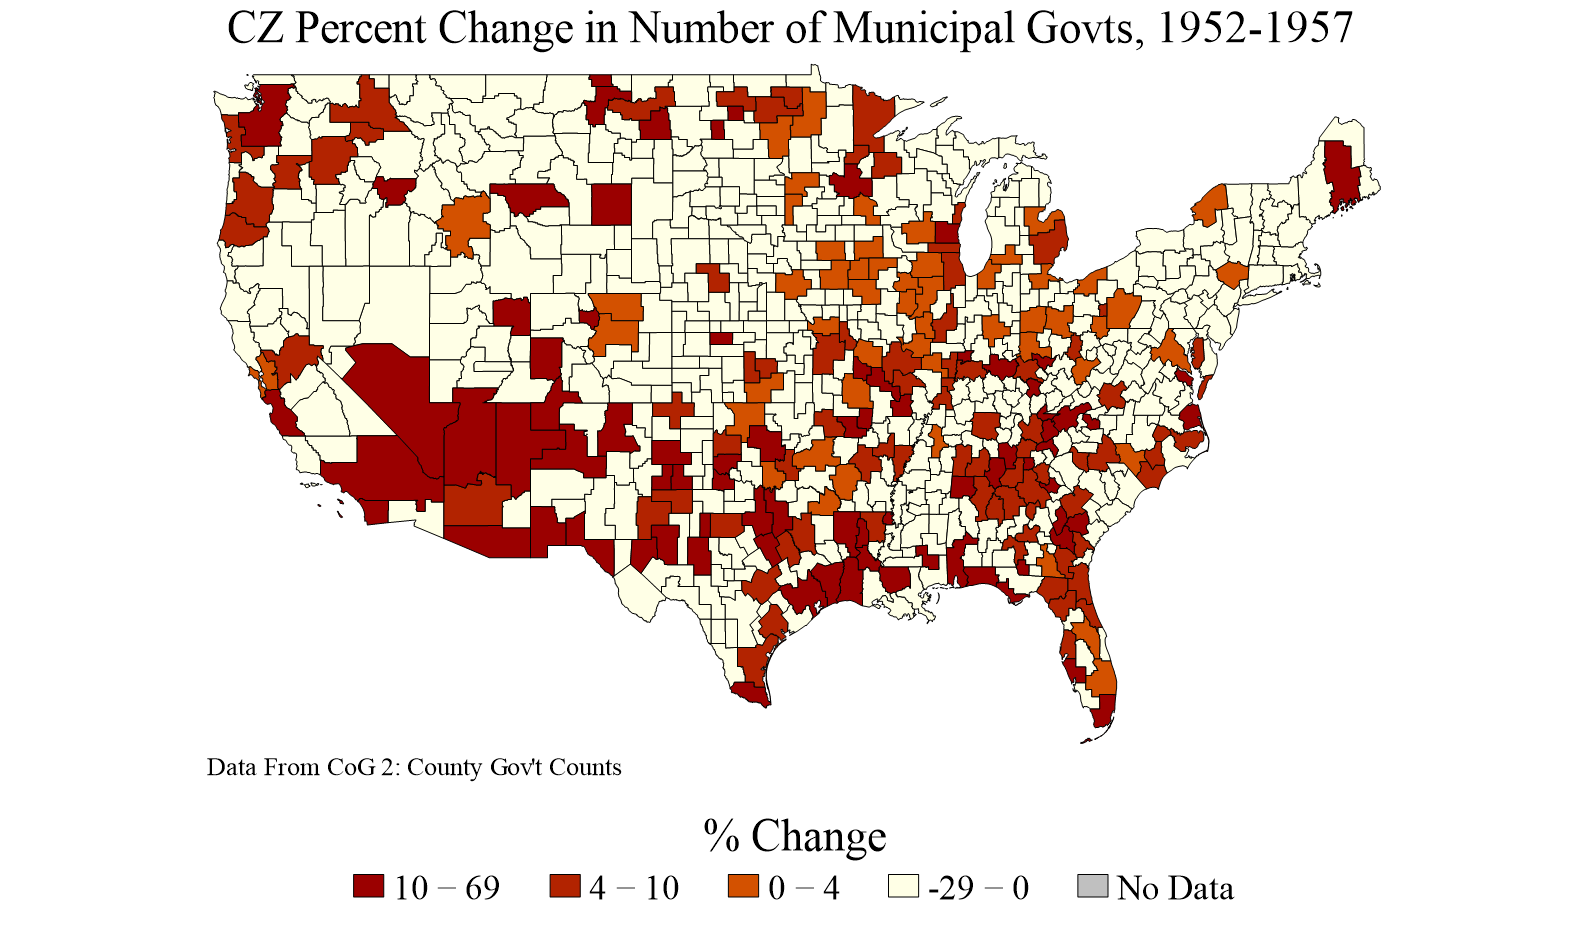 CZ Percent Change in Number of Municipal Govts, 1952-1957
Data From CoG 2: County Gov't Counts
% Change
10 − 69 4 − 10 0 − 4 -29 − 0 No Data